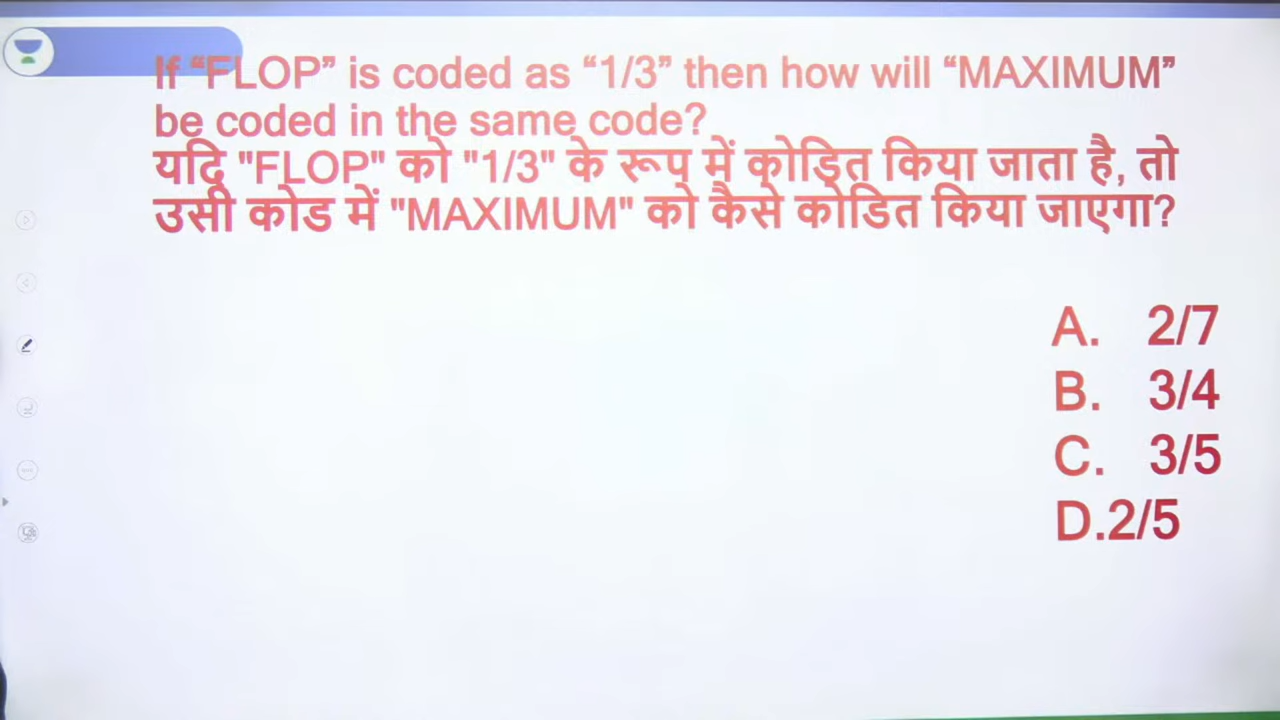 If “FLOP” is coded as “1/3” then how will “MAXIMUM”
be coded in the same code?
यदि "FLOP" को "1/3" के रूप में कोड़ित किया जाता है, तो
उसी कोड में "MAXIMUM" को कैसे कोडित किया जाएगा?
A. 2/7
B. 3/4
C. 3/5
D.2/5